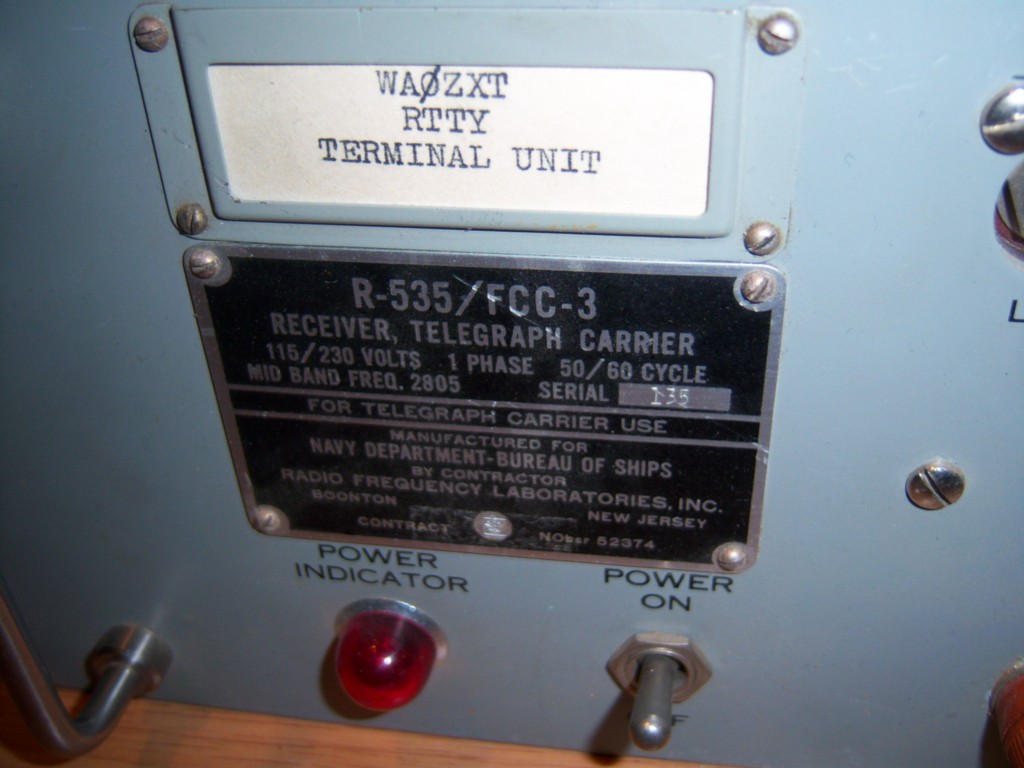 WAØZXT
RTTY
TERMINAL UNIT
R-535/FCC-3
RECEIVER, TELEGRAPH CARRIER
115/230 VOLTS 1 PHASE 50/60 CYCLE
MID BAND FREQ. 2805 SERIAL 135
FOR TELEGRAPH CARRIER USE
MANUFACTURED FOR
NAVY DEPARTMENT-BUREAU OF SHIPS
BY CONTRACTOR
RADIO FREQUENCY LABORATORIES, INC.
BOONTON NEW JERSEY
CONTRACT NObsr 52374
POWER
INDICATOR
POWER
ON